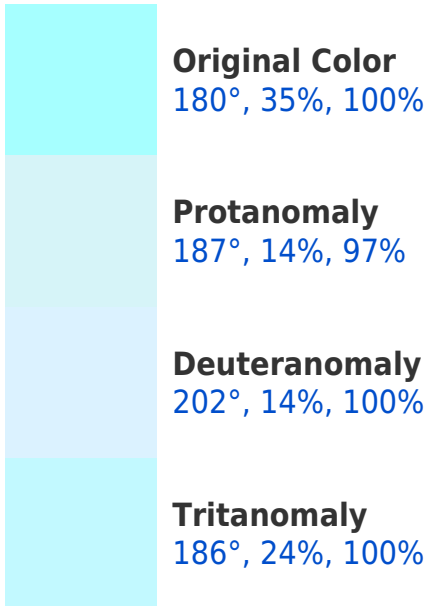 Original Color
180°, 35%, 100%
Protanomaly
187°, 14%, 97%
Deuteranomaly
202°, 14%, 100%
Tritanomaly
186°, 24%, 100%